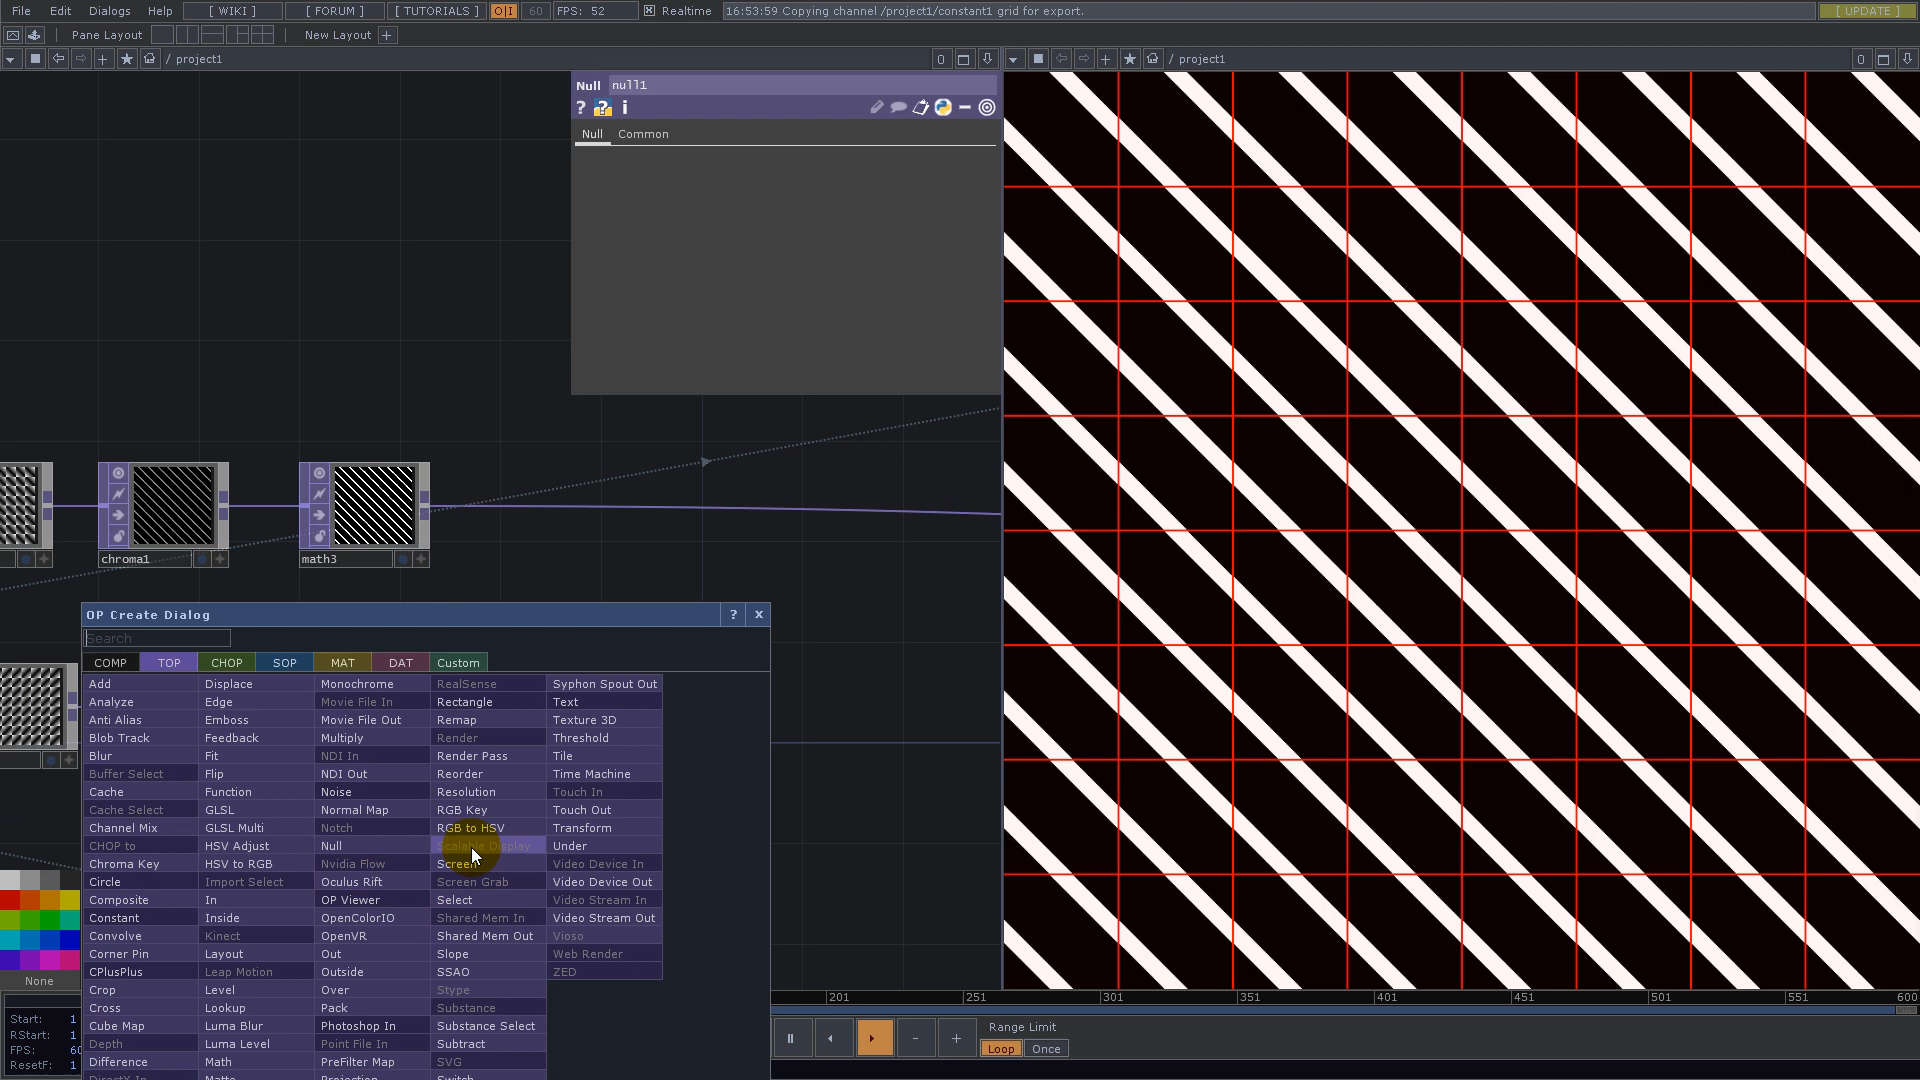 File Edit Dialogs Help [ WIKI ] [ FORUM ] [ TUTORIALS ] O|I 60 FPS: 52 Realtime 16:53:59 Copying channel /project1/constant1 grid for export. [ UPDATE ]
Pane Layout New Layout +
/ project1 0 / project1 0
Null null1
? ? i
Null Common
chroma1
math3
OP Create Dialog ? x
Search
COMP TOP CHOP SOP MAT DAT Custom
Add Displace Monochrome RealSense Syphon Spout Out
Analyze Edge Movie File In Rectangle Text
Anti Alias Emboss Movie File Out Remap Texture 3D
Blob Track Feedback Multiply Render Threshold
Blur Fit NDI In Render Pass Tile
Buffer Select Flip NDI Out Reorder Time Machine
Cache Function Noise Resolution Touch In
Cache Select GLSL Normal Map RGB Key Touch Out
Channel Mix GLSL Multi Notch RGB to HSV Transform
CHOP to HSV Adjust Null Scalable Display Under
Chroma Key HSV to RGB Nvidia Flow Screen Video Device In
Circle Import Select Oculus Rift Screen Grab Video Device Out
Composite In OP Viewer Select Video Stream In
Constant Inside OpenColorIO Shared Mem In Video Stream Out
Convolve Kinect OpenVR Shared Mem Out Vioso
Corner Pin Layout Out Slope Web Render
CPlusPlus Leap Motion Outside SSAO ZED
Crop Level Over Stype
Cross Lookup Pack Substance
Cube Map Luma Blur Photoshop In Substance Select
Depth Luma Level Point File In Subtract
Difference Math PreFilter Map SVG
DirectX In Matte Projection Switch
None
Start: 1
RStart: 1
FPS: 60
ResetF: 1
201 251 301 351 401 451 501 551 600
Range Limit
Loop Once